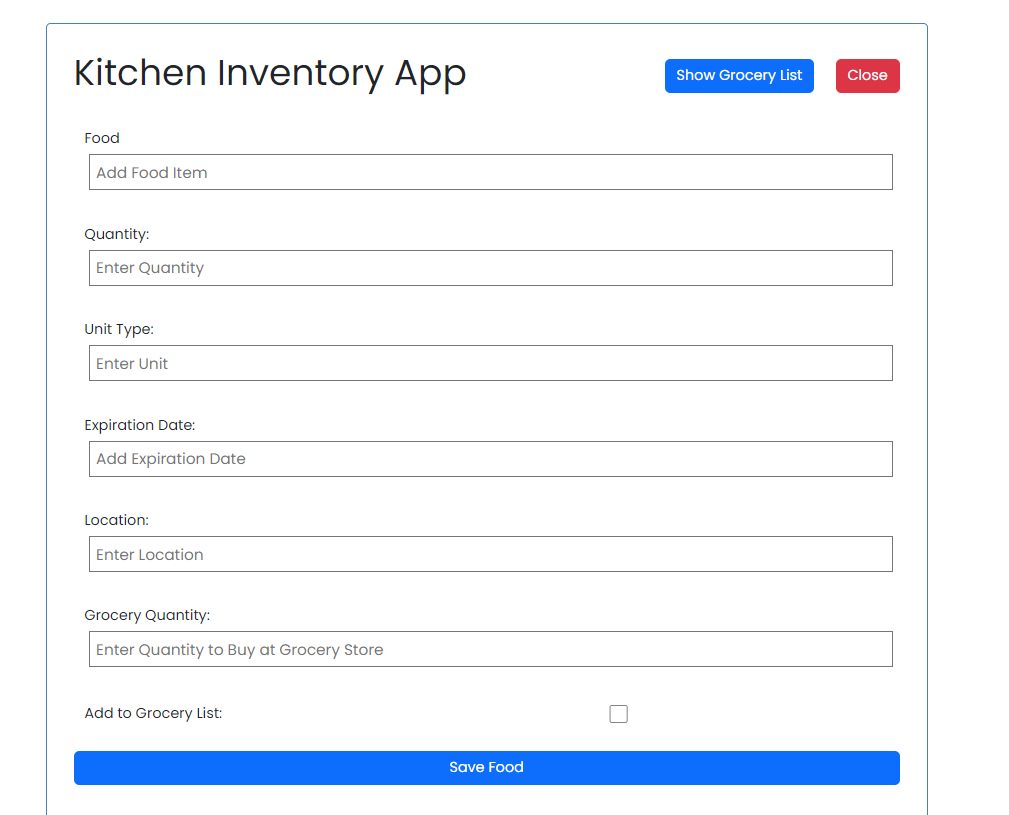 Kitchen Inventory App
Show Grocery List
Close
Food
Add Food Item
Quantity:
Enter Quantity
Unit Type:
Enter Unit
Expiration Date:
Add Expiration Date
Location:
Enter Location
Grocery Quantity:
Enter Quantity to Buy at Grocery Store
Add to Grocery List:
Save Food